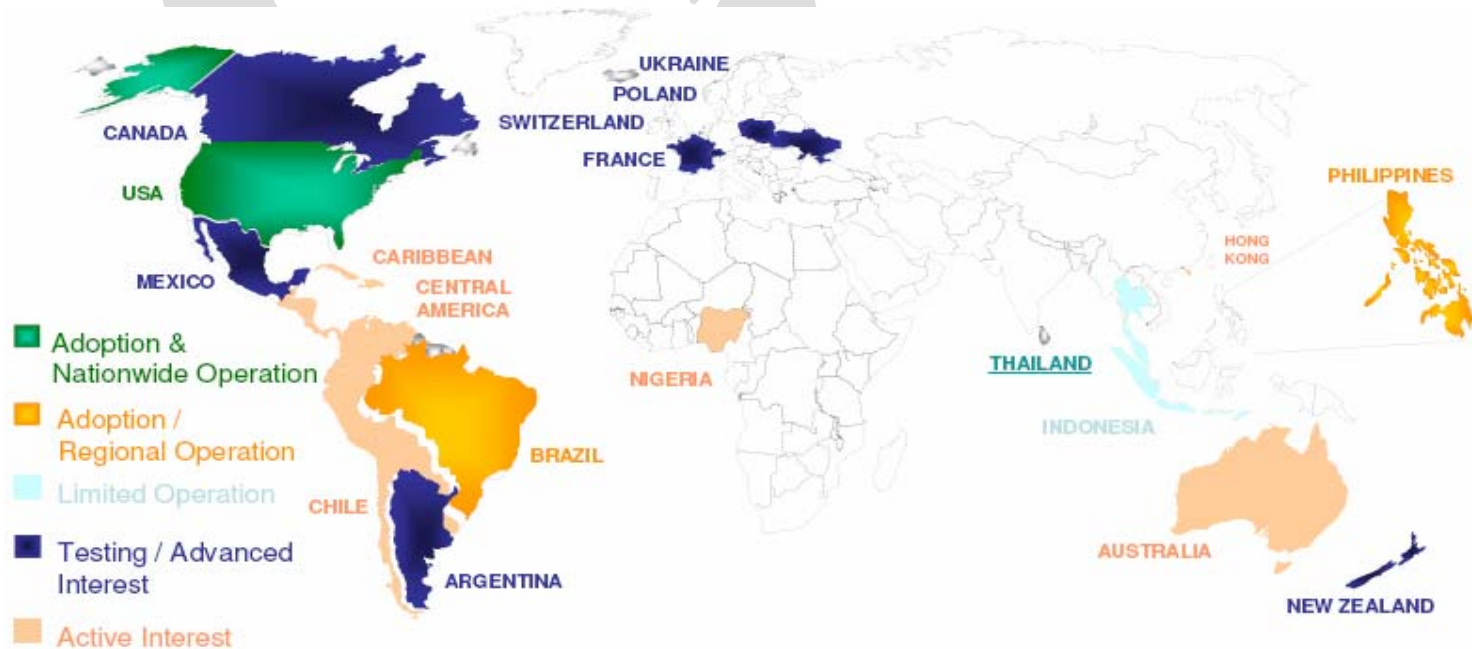 UKRAINE
POLAND
SWITZERLAND
FRANCE
CANADA
USA
MEXICO
CARIBBEAN
CENTRAL
AMERICA
PHILIPPINES
HONG
KONG
NIGERIA
THAILAND
INDONESIA
BRAZIL
CHILE
ARGENTINA
AUSTRALIA
NEW ZEALAND
Adoption &
Nationwide Operation
Adoption /
Regional Operation
Limited Operation
Testing / Advanced
Interest
Active Interest